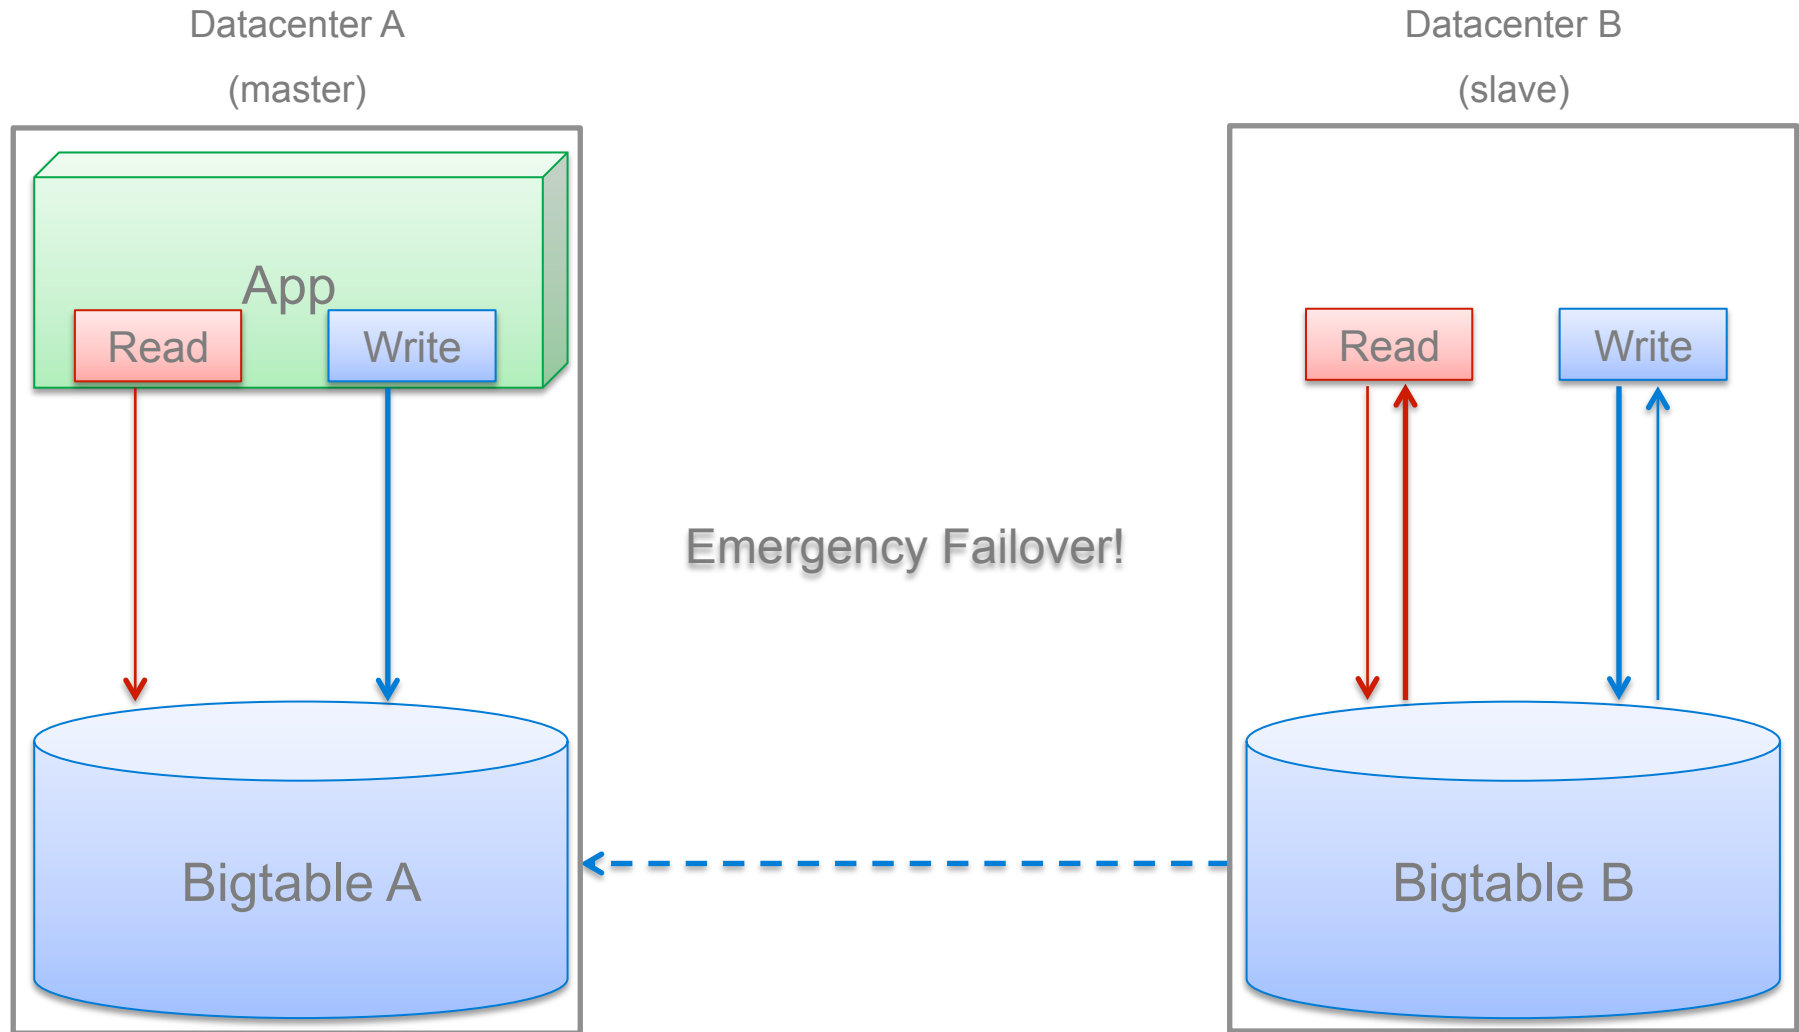 Datacenter A
(master)
Datacenter B
(slave)
App
Read
Write
Read
Write
Emergency Failover!
Bigtable A
Bigtable B